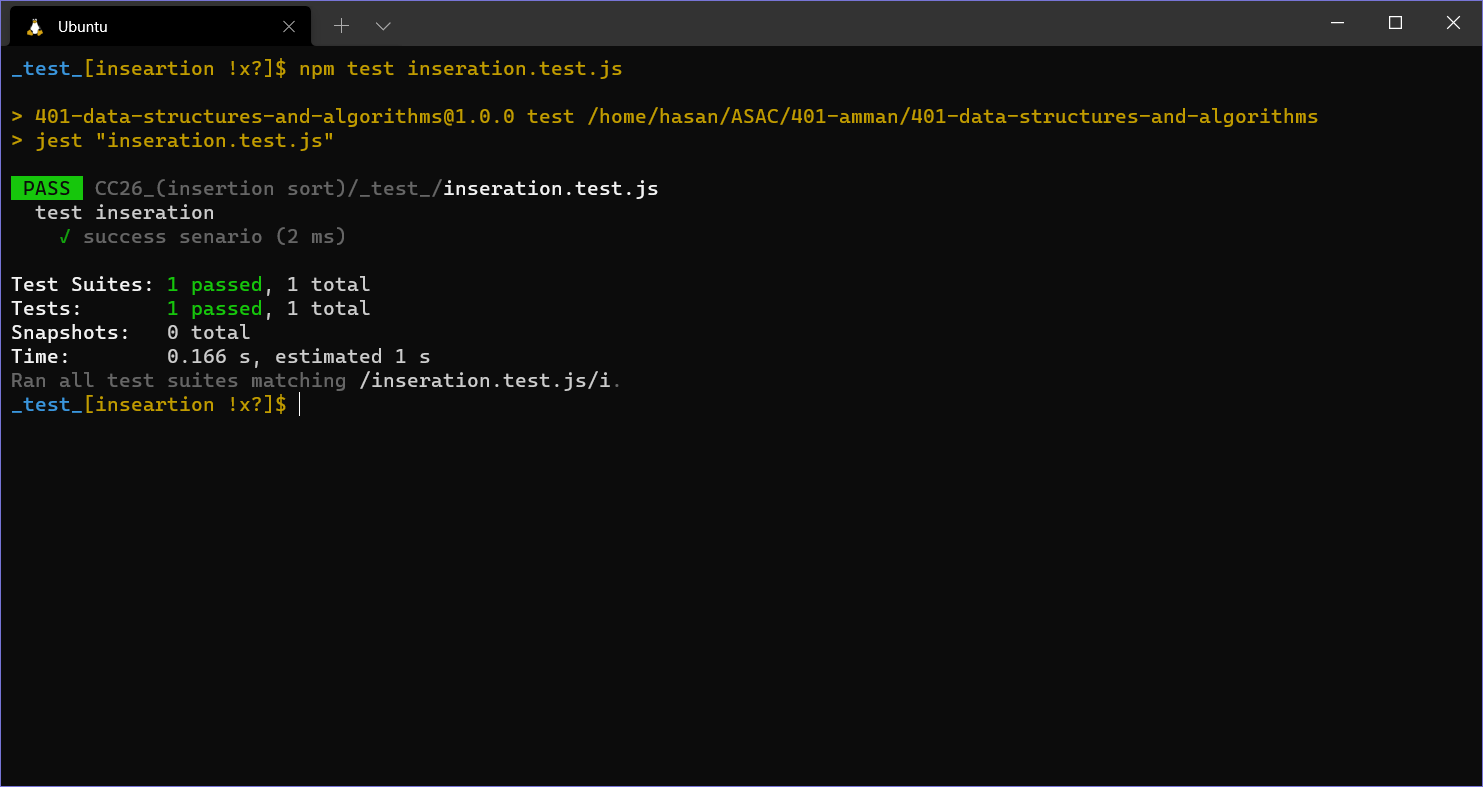 Ubuntu
_test_[inseartion !x?]$ npm test inseration.test.js
> 401-data-structures-and-algorithms@1.0.0 test /home/hasan/ASAC/401-amman/401-data-structures-and-algorithms
> jest "inseration.test.js"
PASS CC26_(insertion sort)/_test_/inseration.test.js
test inseration
√ success senario (2 ms)
Test Suites: 1 passed, 1 total
Tests: 1 passed, 1 total
Snapshots: 0 total
Time: 0.166 s, estimated 1 s
Ran all test suites matching /inseration.test.js/i.
_test_[inseartion !x?]$